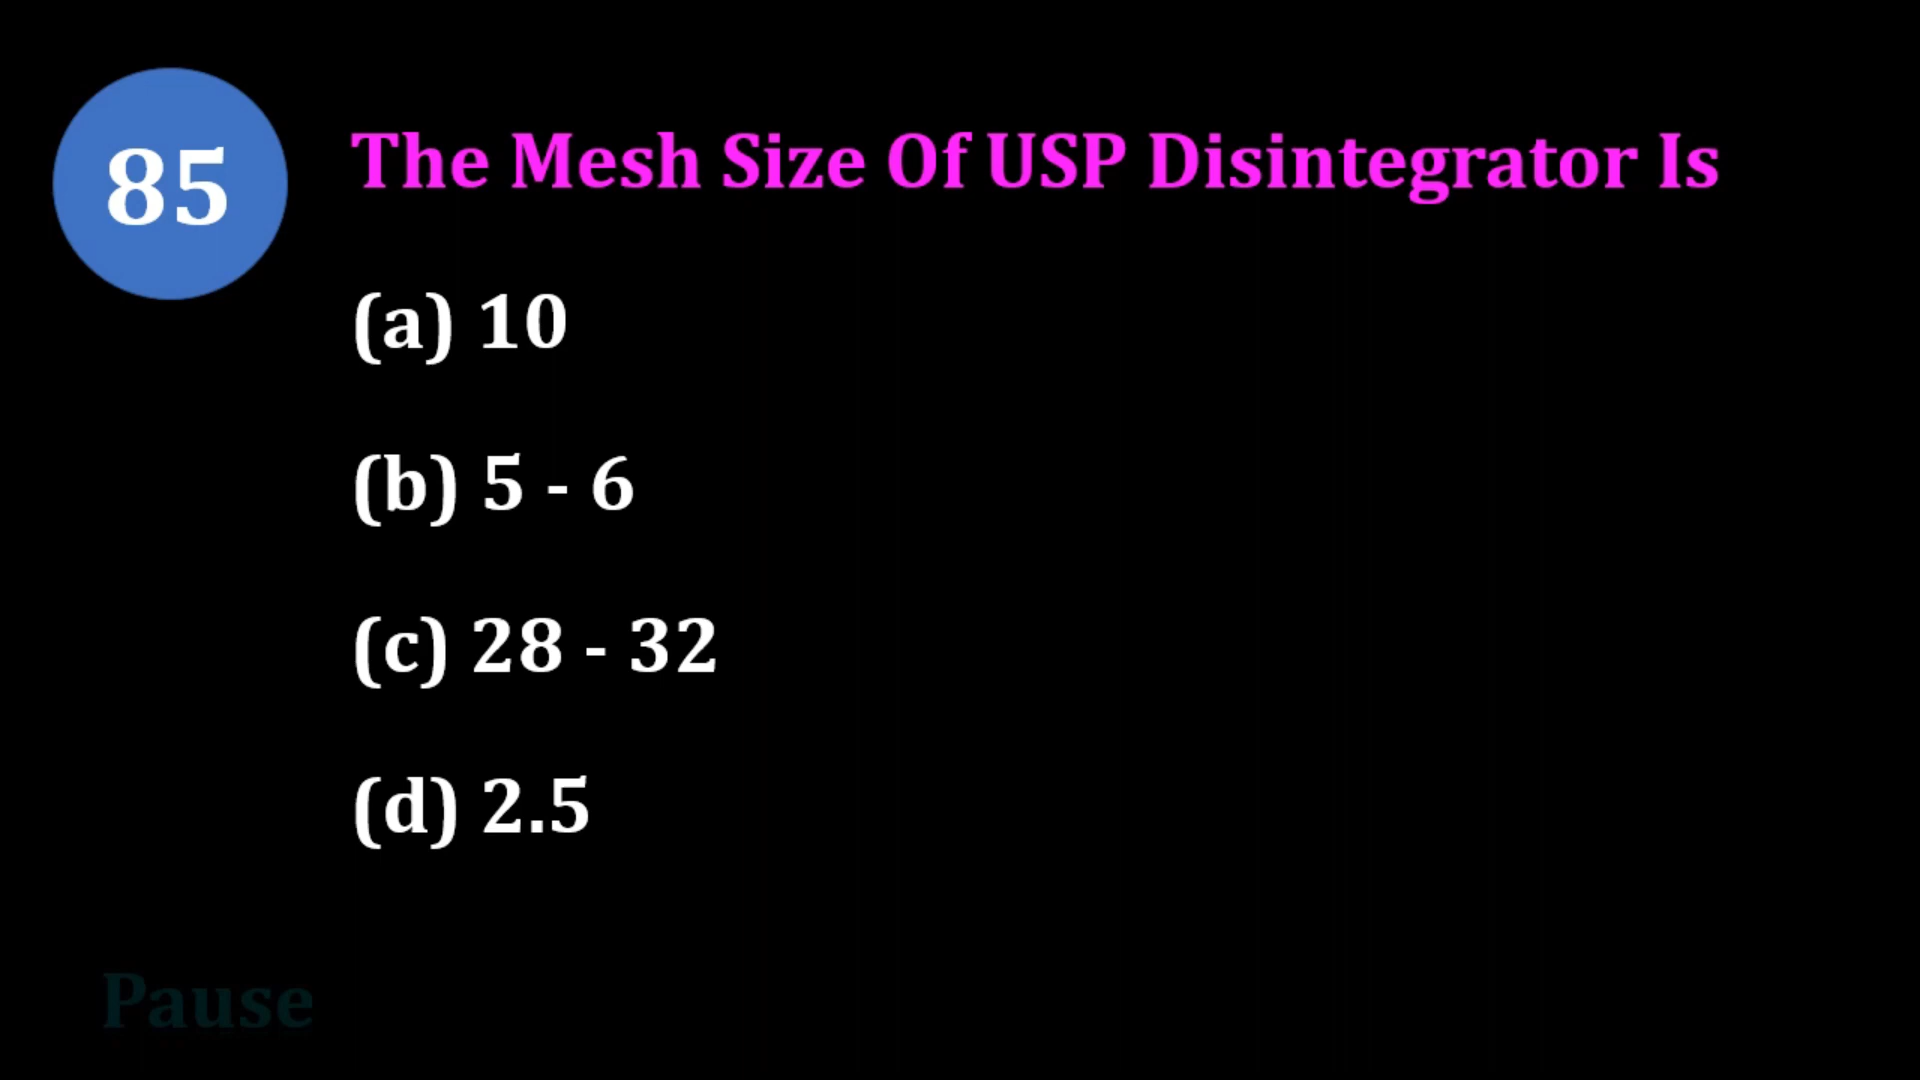 85
The Mesh Size Of USP Disintegrator Is
(a) 10
(b) 5 - 6
(c) 28 - 32
(d) 2.5
Pause